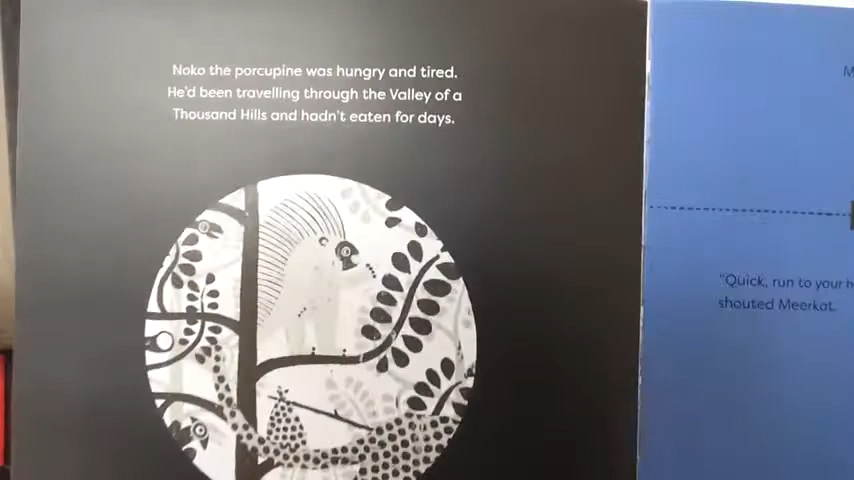 Noko the porcupine was hungry and tired.
He'd been travelling through the Valley of a
Thousand Hills and hadn't eaten for days.
"Quick, run to your
shouted Meerkat.